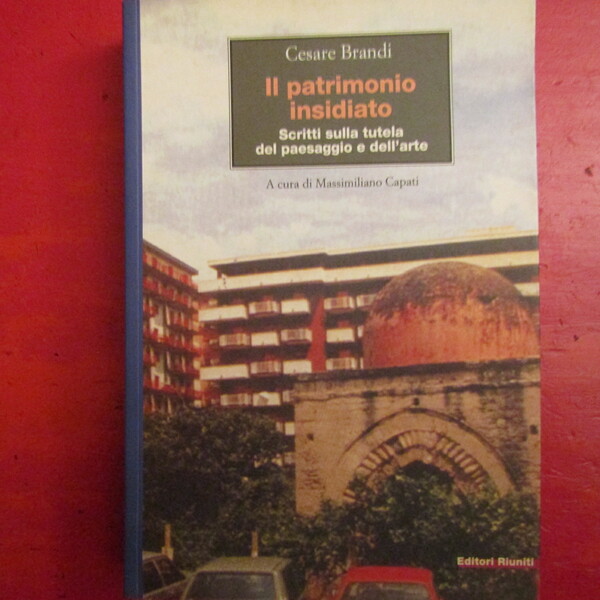 Cesare Brandi
Il patrimonio
insidiato
Scritti sulla tutela
del paesaggio e dell'arte
A cura di Massimiliano Capati
Editori Riuniti